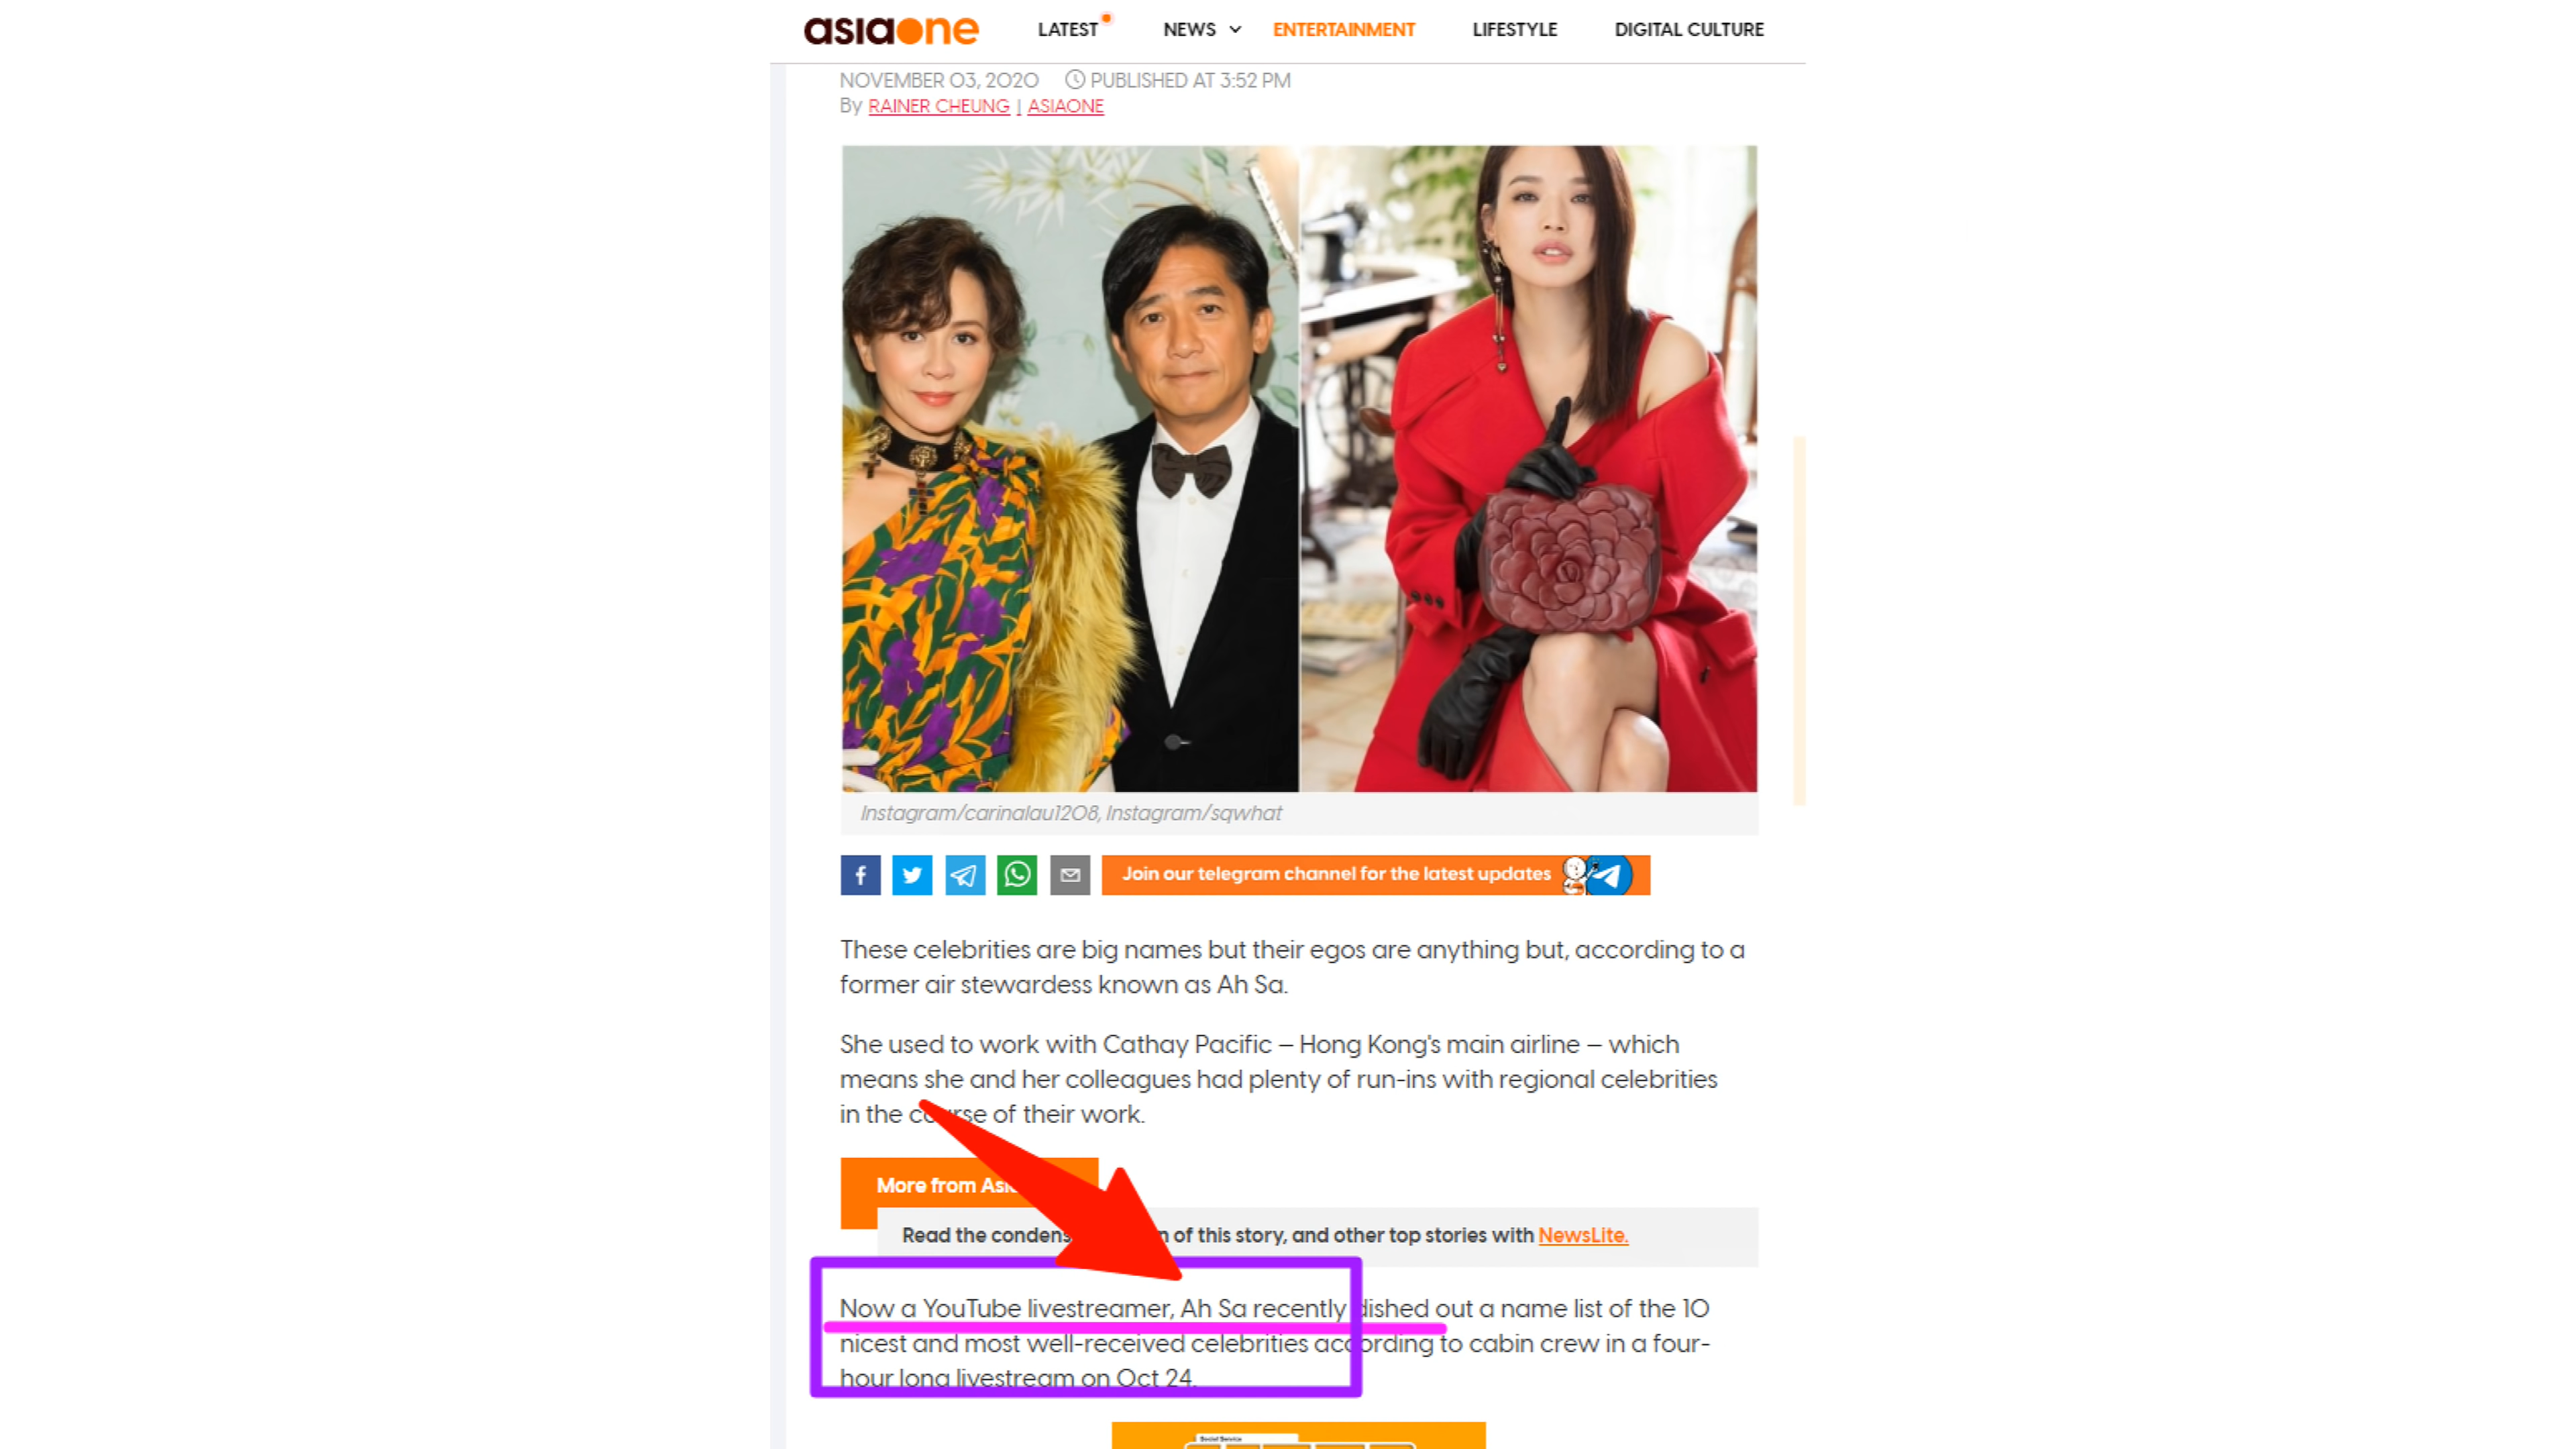 asiaone LATEST NEWS ENTERTAINMENT LIFESTYLE DIGITAL CULTURE
NOVEMBER 03, 2020 PUBLISHED AT 3:52 PM
By RAINER CHEUNG | ASIAONE
Instagram/carinalau1208, Instagram/sqwhat
Join our telegram channel for the latest updates
These celebrities are big names but their egos are anything but, according to a
former air stewardess known as Ah Sa.
She used to work with Cathay Pacific – Hong Kong's main airline – which
means she and her colleagues had plenty of run-ins with regional celebrities
in the course of their work.
More from
Read the of this story, and other top stories with NewsLite.
Now a YouTube livestreamer, Ah Sa recently dished out a name list of the 10
nicest and most well-received celebrities according to cabin crew in a four-
hour long livestream on Oct 24.
Social Service